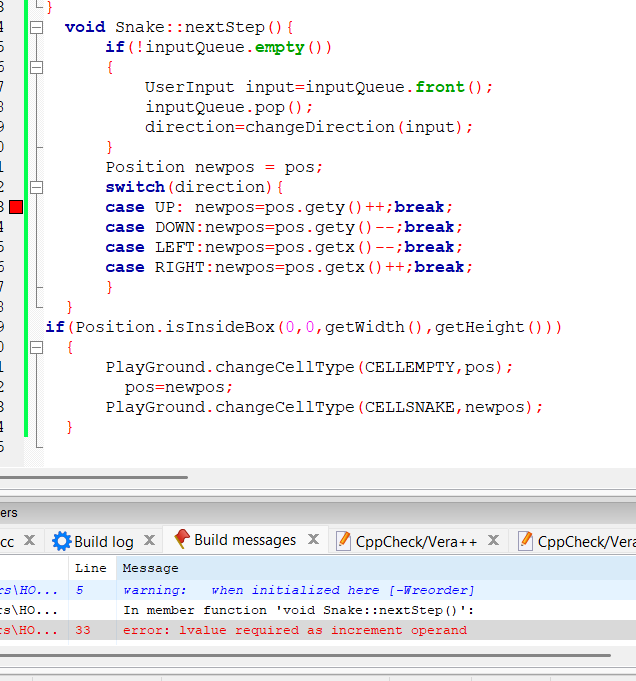 }
void Snake::nextStep(){
if(!inputQueue.empty())
{
UserInput input=inputQueue.front();
inputQueue.pop();
direction=changeDirection(input);
}
Position newpos = pos;
switch(direction){
case UP: newpos=pos.gety()++;break;
case DOWN:newpos=pos.gety()--;break;
case LEFT:newpos=pos.getx()--;break;
case RIGHT:newpos=pos.getx()++;break;
}
}
if(Position.isInsideBox(0,0,getWidth(),getHeight()))
{
PlayGround.changeCellType(CELLEMPTY,pos);
pos=newpos;
PlayGround.changeCellType(CELLSNAKE,newpos);
}
ers
cc Build log Build messages CppCheck/Vera++ CppCheck/Vera
Line Message
rs\HO... 5 warning: when initialized here [-Wreorder]
rs\HO... In member function 'void Snake::nextStep()':
rs\HO... 33 error: lvalue required as increment operand